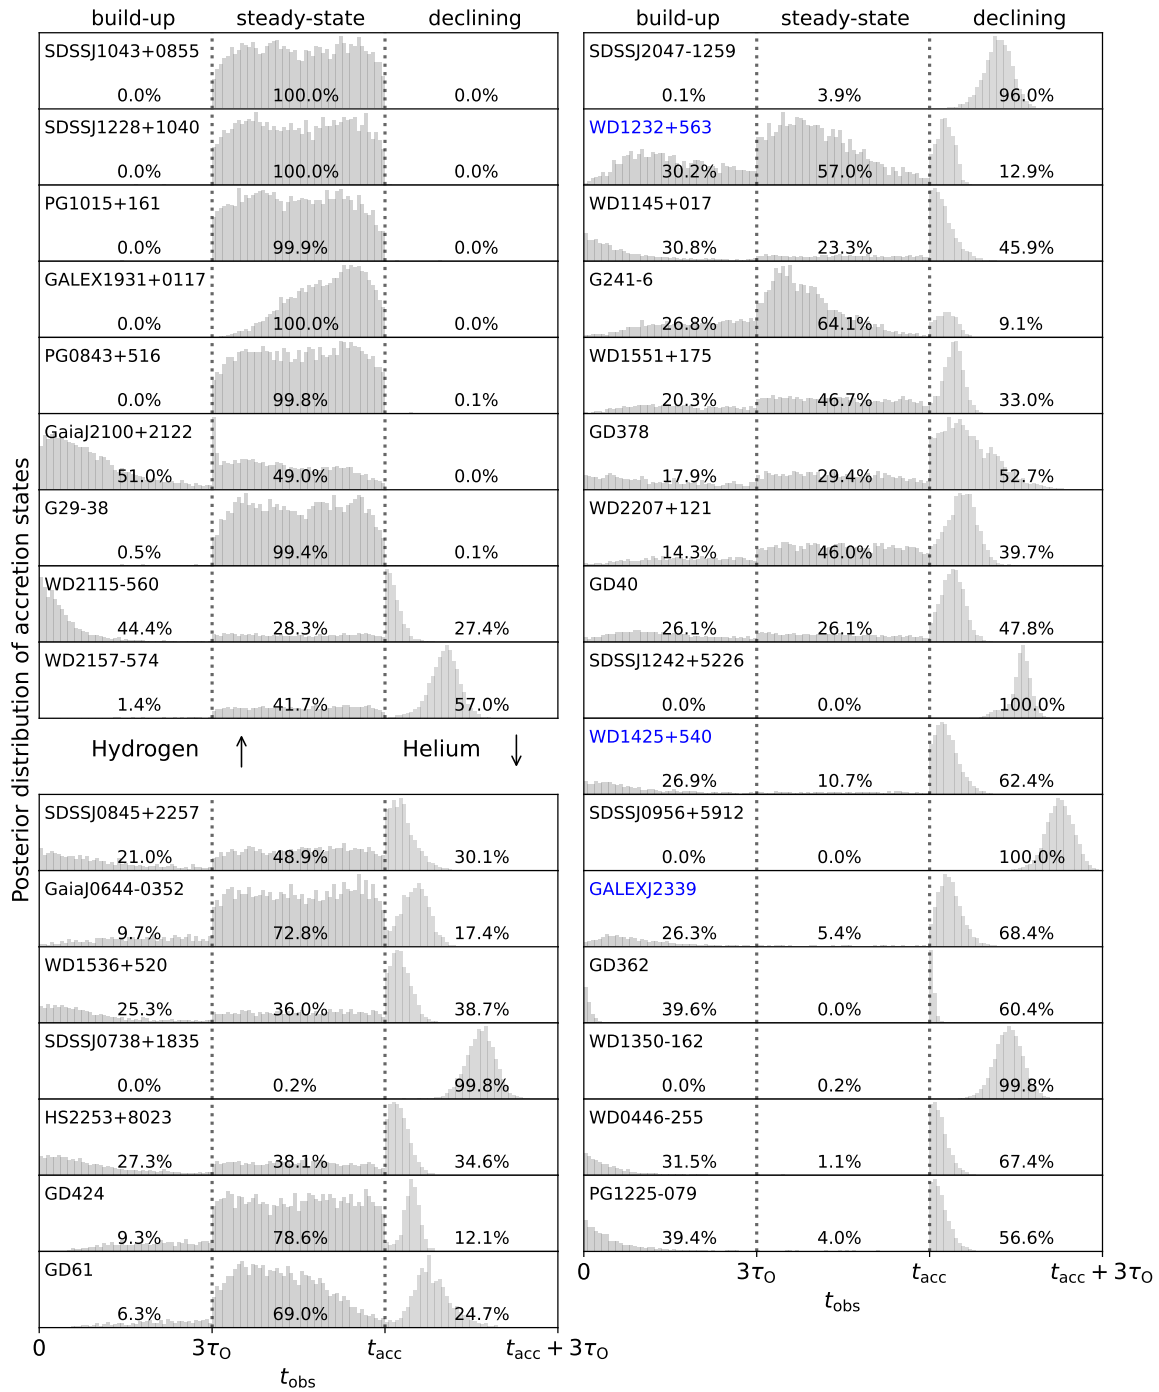 build-up steady-state declining
SDSSJ1043+0855
0.0% 100.0% 0.0%
SDSSJ1228+1040
0.0% 100.0% 0.0%
PG1015+161
0.0% 99.9% 0.0%
GALEX1931+0117
0.0% 100.0% 0.0%
PG0843+516
0.0% 99.8% 0.1%
GaiaJ2100+2122
51.0% 49.0% 0.0%
G29-38
0.5% 99.4% 0.1%
WD2115-560
44.4% 28.3% 27.4%
WD2157-574
1.4% 41.7% 57.0%
Hydrogen ↑ Helium ↓
SDSSJ0845+2257
21.0% 48.9% 30.1%
GaiaJ0644-0352
9.7% 72.8% 17.4%
WD1536+520
25.3% 36.0% 38.7%
SDSSJ0738+1835
0.0% 0.2% 99.8%
HS2253+8023
27.3% 38.1% 34.6%
GD424
9.3% 78.6% 12.1%
GD61
6.3% 69.0% 24.7%
0 3τO tacc tacc + 3τO
tobs
Posterior distribution of accretion states
build-up steady-state declining
SDSSJ2047-1259
0.1% 3.9% 96.0%
WD1232+563
30.2% 57.0% 12.9%
WD1145+017
30.8% 23.3% 45.9%
G241-6
26.8% 64.1% 9.1%
WD1551+175
20.3% 46.7% 33.0%
GD378
17.9% 29.4% 52.7%
WD2207+121
14.3% 46.0% 39.7%
GD40
26.1% 26.1% 47.8%
SDSSJ1242+5226
0.0% 0.0% 100.0%
WD1425+540
26.9% 10.7% 62.4%
SDSSJ0956+5912
0.0% 0.0% 100.0%
GALEXJ2339
26.3% 5.4% 68.4%
GD362
39.6% 0.0% 60.4%
WD1350-162
0.0% 0.2% 99.8%
WD0446-255
31.5% 1.1% 67.4%
PG1225-079
39.4% 4.0% 56.6%
0 3τO tacc tacc + 3τO
tobs